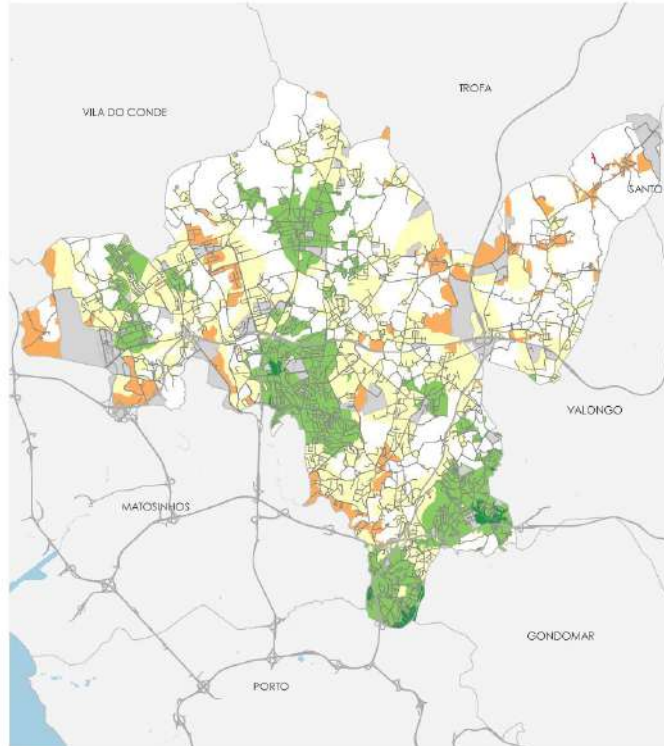 TROFA
VILA DO CONDE
SANTO
VALONGO
MATOSINHOS
GONDOMAR
PORTO